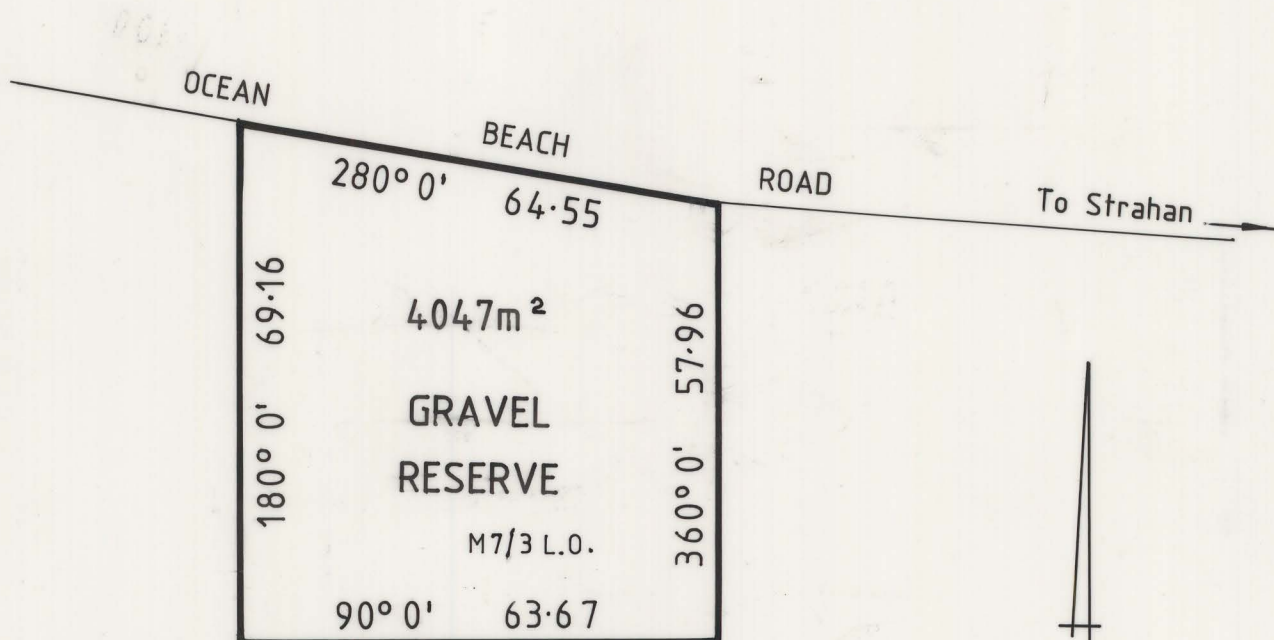 OCEAN BEACH ROAD
To Strahan
280° 0' 64·55
69·16
180° 0'
4047m²
GRAVEL
RESERVE
M7/3 L.O.
57·96
360° 0'
90° 0' 63·67